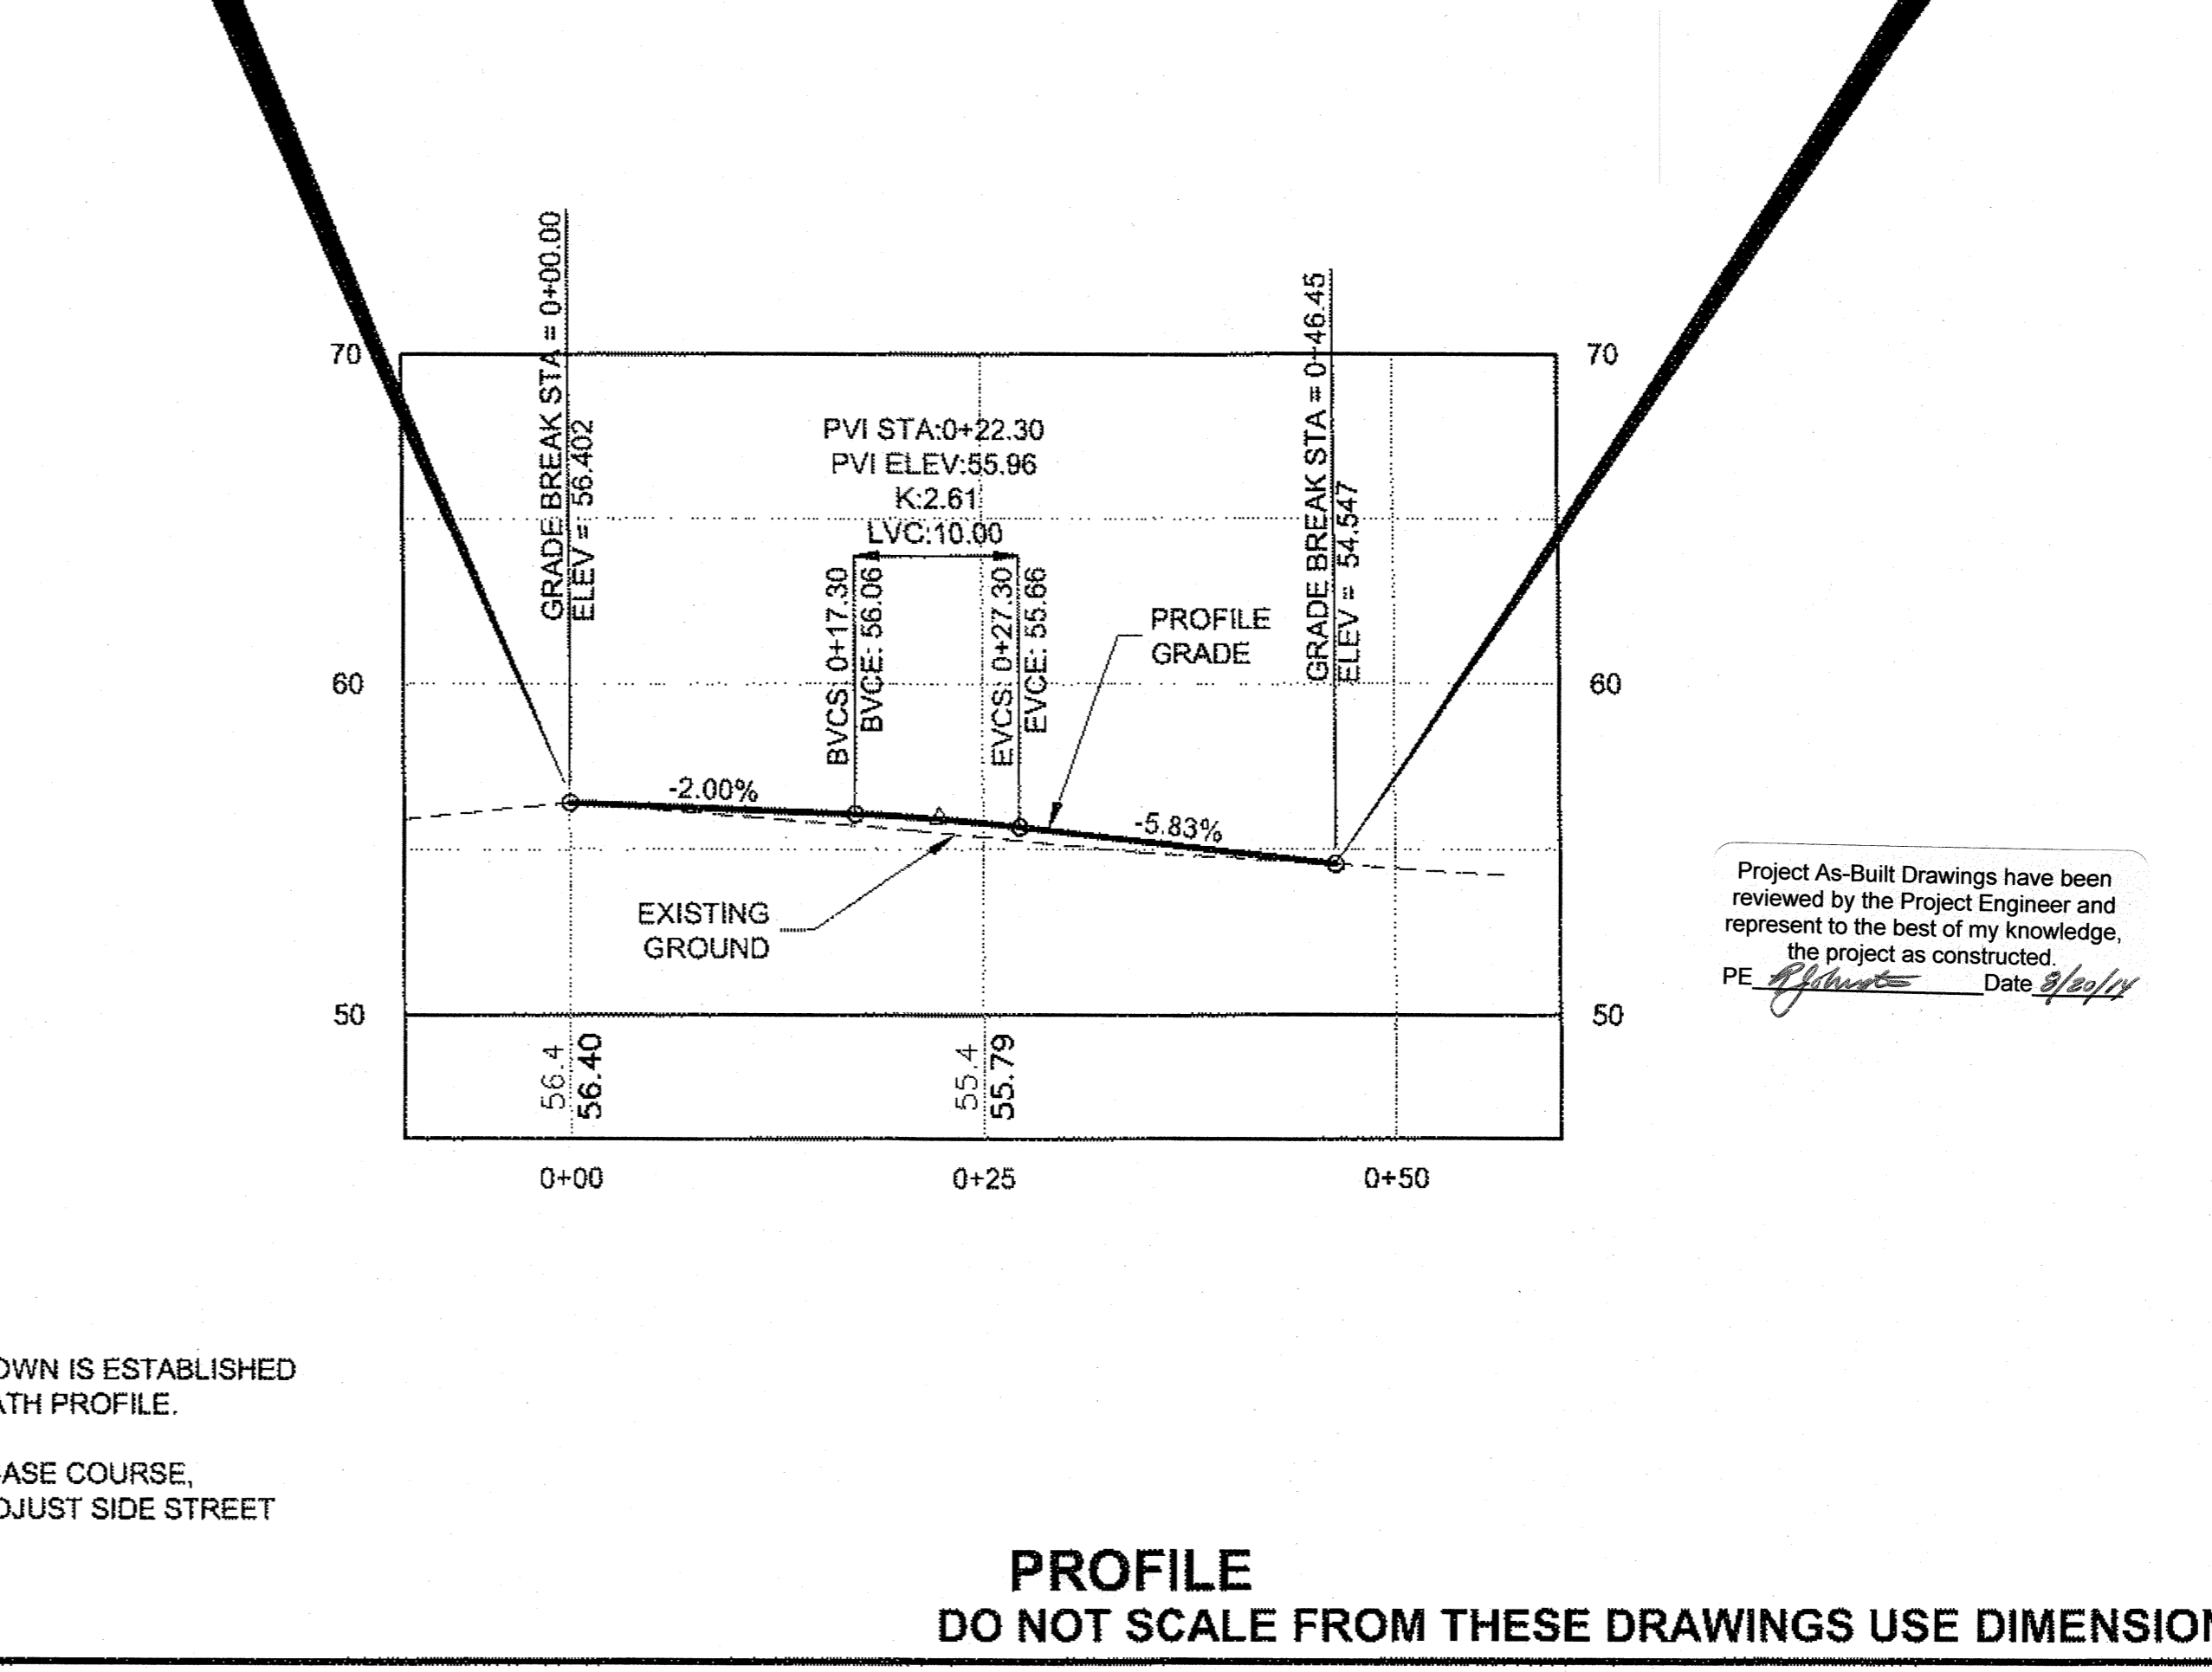 GRADE BREAK STA = 0+00.00
ELEV = 56.402
GRADE BREAK STA = 0+46.45
ELEV = 54.547
70
70
PVI STA:0+22.30
PVI ELEV:55.96
K:2.61
LVC:10.00
BVCS: 0+17.30
BVCE: 56.06
EVCS: 0+27.30
EVCE: 55.66
PROFILE
GRADE
60
60
-2.00%
-5.83%
EXISTING
GROUND
50
50
56.4
56.40
55.4
55.79
0+00
0+25
0+50
Project As-Built Drawings have been
reviewed by the Project Engineer and
represent to the best of my knowledge,
the project as constructed.
PE Date 8/20/14
OWN IS ESTABLISHED
ATH PROFILE.
ASE COURSE,
DJUST SIDE STREET
PROFILE
DO NOT SCALE FROM THESE DRAWINGS USE DIMENSION